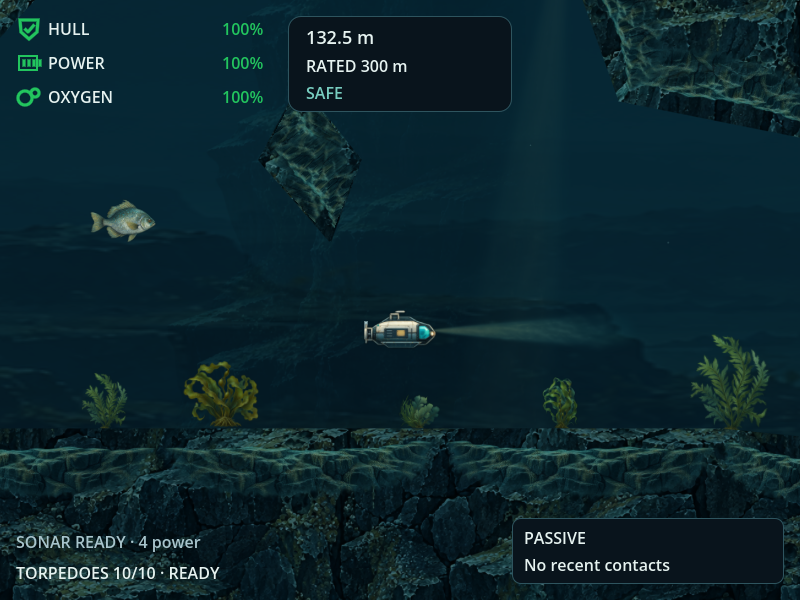 HULL 100%
POWER 100%
OXYGEN 100%
132.5 m
RATED 300 m
SAFE
SONAR READY · 4 power
TORPEDOES 10/10 · READY
PASSIVE
No recent contacts